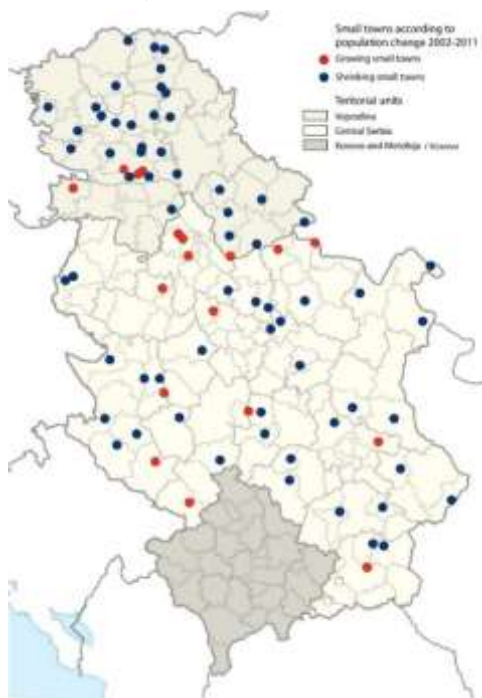 Small towns according to
population change 2002-2011
Growing small towns
Shrinking small towns
Teritorial units
Vojvodina
Central Serbia
Kosovo and Metohija /